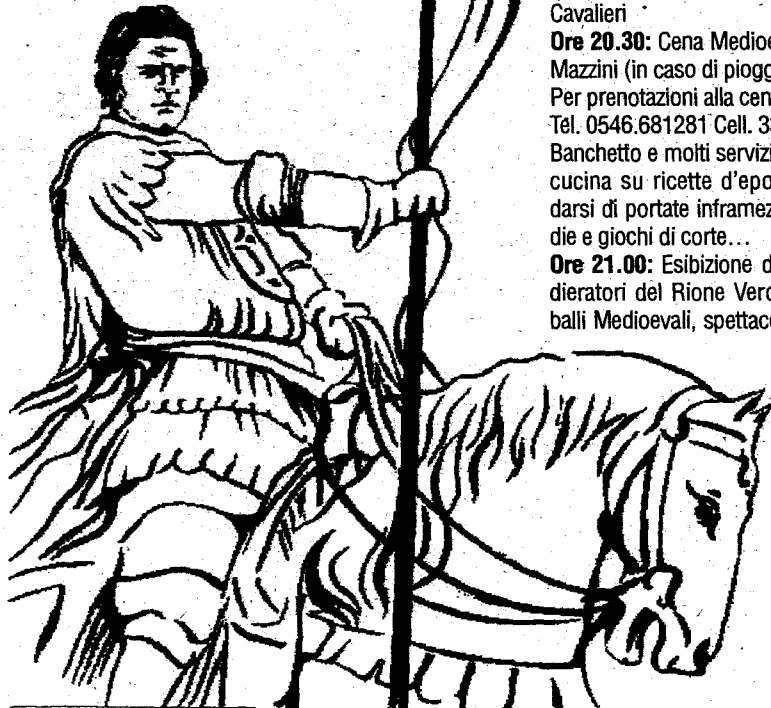 Cavalieri
Ore 20.30: Cena Medioe
Mazzini (in caso di piogg
Per prenotazioni alla cen
Tel. 0546.681281 Cell. 3
Banchetto e molti servizi
cucina su ricette d'epo
darsi di portate inframez
die e giochi di corte...
Ore 21.00: Esibizione d
dieratori del Rione Verd
balli Medioevali, spettaco